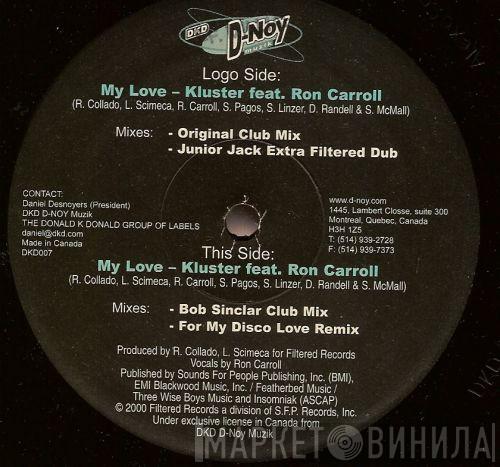 DKD
D-NOY
muzik
Logo Side:
My Love – Kluster feat. Ron Carroll
(R. Collado, L. Scimeca, R. Carroll, S. Pagos, S. Linzer, D. Randell & S. McMall)
Mixes: - Original Club Mix
- Junior Jack Extra Filtered Dub
CONTACT:
Daniel Desnoyers (President)
DKD D-NOY Muzik
THE DONALD K DONALD GROUP OF LABELS
daniel@dkd.com
Made in Canada
DKD007
www.d-noy.com
1445, Lambert Closse, suite 300
Montreal, Quebec, Canada
H3H 1Z5
T: (514) 939-2728
F: (514) 939-7373
This Side:
My Love – Kluster feat. Ron Carroll
(R. Collado, L. Scimeca, R. Carroll, S. Pagos, S. Linzer, D. Randell & S. McMall)
Mixes: - Bob Sinclar Club Mix
- For My Disco Love Remix
Produced by R. Collado, L. Scimeca for Filtered Records
Vocals by Ron Carroll
Published by Sounds For People Publishing, Inc. (BMI),
EMI Blackwood Music, Inc. / Featherbed Music /
Three Wise Boys Music and Insomniak (ASCAP)
© 2000 Filtered Records a division of S.F.P. Records, Inc.
Under exclusive license in Canada from
DKD D-Noy Muzik
МАРКЕТ ВИНИЛА